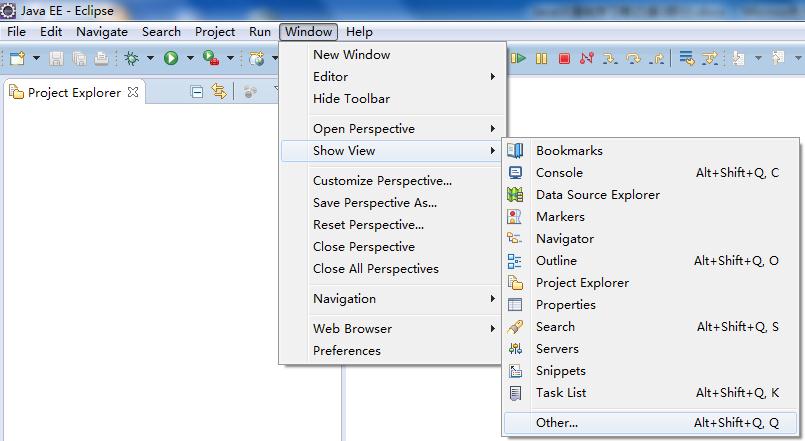 Java EE - Eclipse
File Edit Navigate Search Project Run Window Help
Project Explorer
New Window
Editor
Hide Toolbar
Open Perspective
Show View
Customize Perspective...
Save Perspective As...
Reset Perspective...
Close Perspective
Close All Perspectives
Navigation
Web Browser
Preferences
Bookmarks
Console Alt+Shift+Q, C
Data Source Explorer
Markers
Navigator
Outline Alt+Shift+Q, O
Project Explorer
Properties
Search Alt+Shift+Q, S
Servers
Snippets
Task List Alt+Shift+Q, K
Other... Alt+Shift+Q, Q